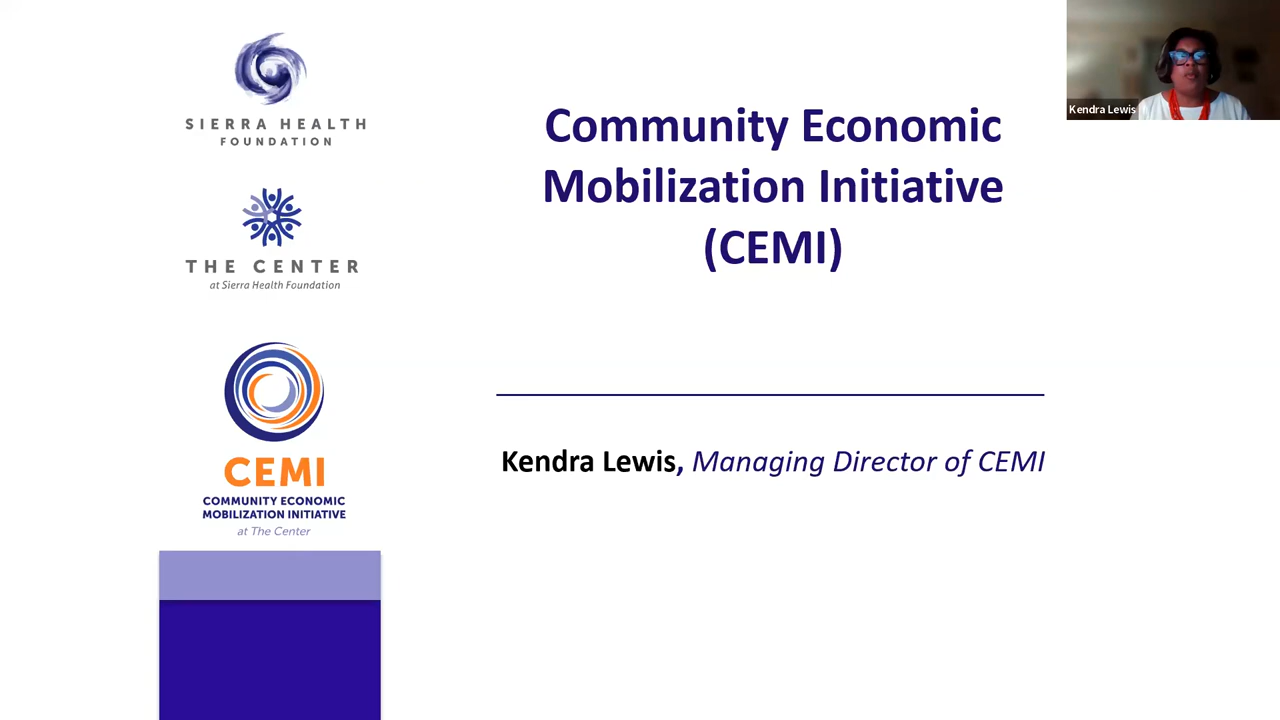 SIERRA HEALTH
FOUNDATION
THE CENTER
at Sierra Health Foundation
CEMI
COMMUNITY ECONOMIC
MOBILIZATION INITIATIVE
at The Center
Community Economic
Mobilization Initiative
(CEMI)
Kendra Lewis, Managing Director of CEMI
Kendra Lewis